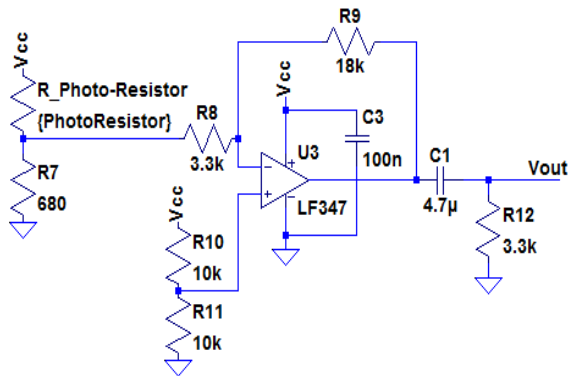 R9
18k
Vcc
Vcc
R_Photo-Resistor
{PhotoResistor}
R8
3.3k
C3
100n
U3
LF347
R7
680
C1
4.7µ
Vout
Vcc
R10
10k
R12
3.3k
R11
10k